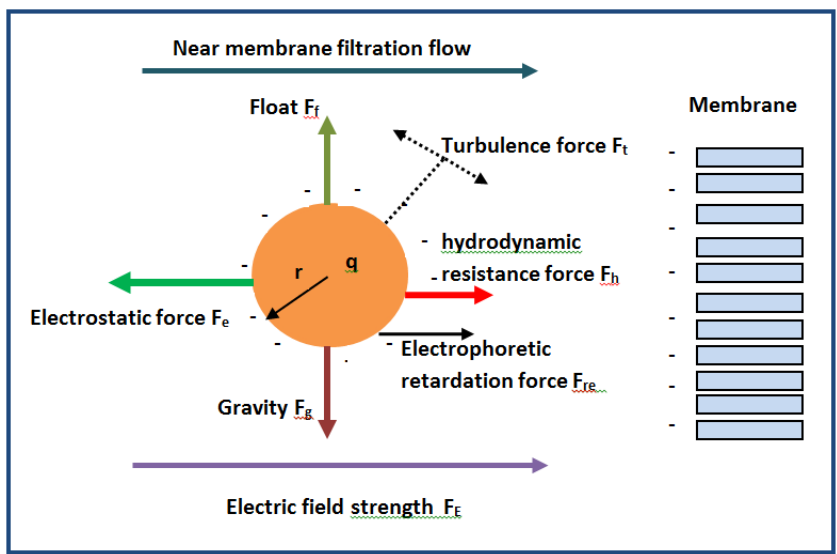 Near membrane filtration flow
Float Ff
Membrane
Turbulence force Ft
hydrodynamic
resistance force Fh
r
q
Electrostatic force Fe
Electrophoretic
retardation force Fre
Gravity Fg
Electric field strength FE